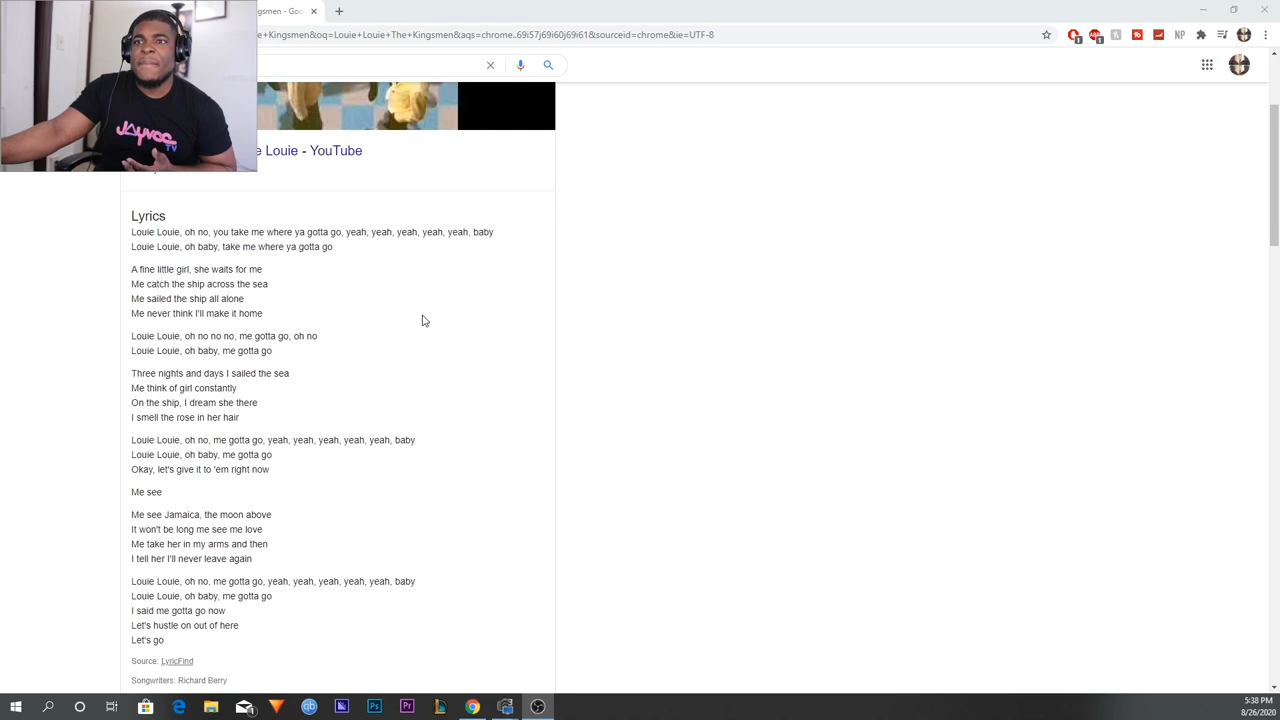 gsmen - Goo
e+Kingsmen&oq=Louie+Louie+The+Kingsmen&aqs=chrome..69i57j69i60j69i61&sourceid=chrome&ie=UTF-8
JayVee
TV
e Louie - YouTube
Lyrics
Louie Louie, oh no, you take me where ya gotta go, yeah, yeah, yeah, yeah, yeah, baby
Louie Louie, oh baby, take me where ya gotta go
A fine little girl, she waits for me
Me catch the ship across the sea
Me sailed the ship all alone
Me never think I'll make it home
Louie Louie, oh no no no, me gotta go, oh no
Louie Louie, oh baby, me gotta go
Three nights and days I sailed the sea
Me think of girl constantly
On the ship, I dream she there
I smell the rose in her hair
Louie Louie, oh no, me gotta go, yeah, yeah, yeah, yeah, yeah, baby
Louie Louie, oh baby, me gotta go
Okay, let's give it to 'em right now
Me see
Me see Jamaica, the moon above
It won't be long me see me love
Me take her in my arms and then
I tell her I'll never leave again
Louie Louie, oh no, me gotta go, yeah, yeah, yeah, yeah, yeah, baby
Louie Louie, oh baby, me gotta go
I said me gotta go now
Let's hustle on out of here
Let's go
Source: LyricFind
Songwriters: Richard Berry
5:38 PM
8/26/2020